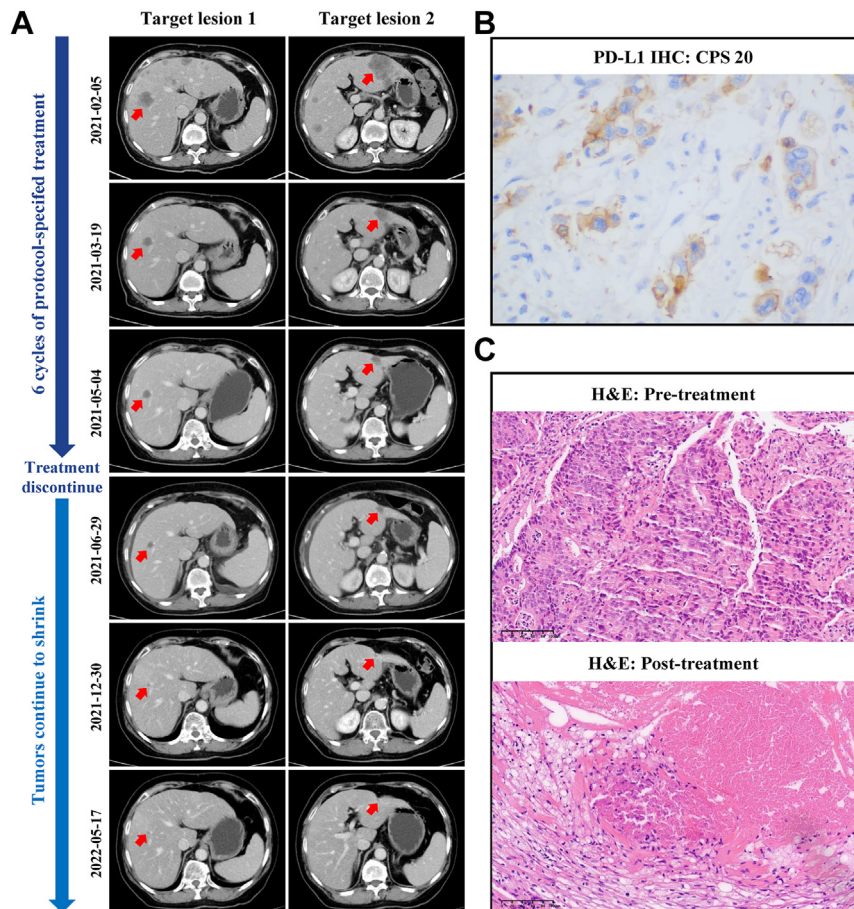 A
Target lesion 1
Target lesion 2
6 cycles of protocol-specifed treatment
Treatment
discontinue
Tumors continue to shrink
2021-02-05
2021-03-19
2021-05-04
2021-06-29
2021-12-30
2022-05-17
B
PD-L1 IHC: CPS 20
C
H&E: Pre-treatment
H&E: Post-treatment